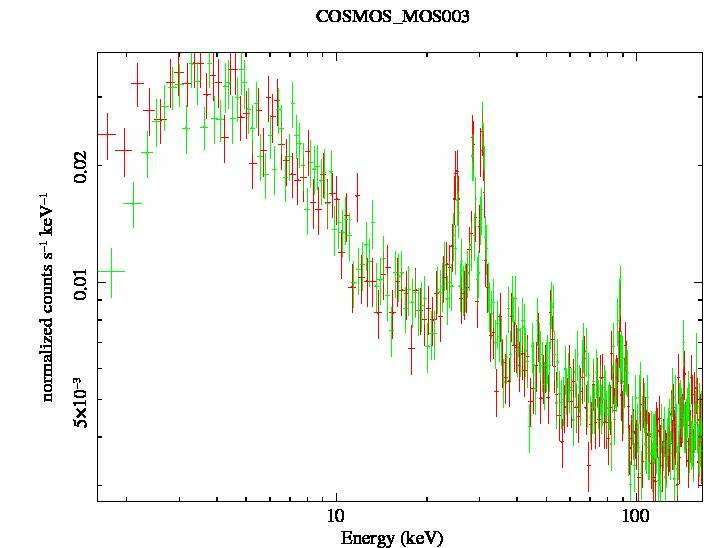 COSMOS_MOS003
normalized counts s⁻¹ keV⁻¹
0.02
0.01
5×10⁻³
10
100
Energy (keV)